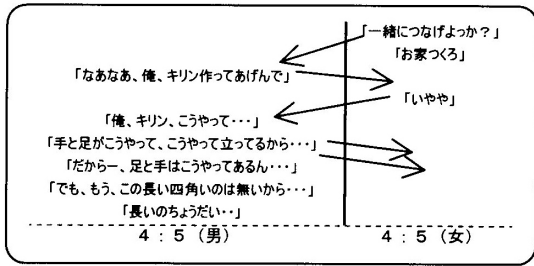 「一緒につなげよっか？」
「お家つくろ」
「なあなあ、俺、キリン作ってあげんで」
「いやや」
「俺、キリン、こうやって・・・」
「手と足がこうやって、こうやって立ってるから・・・」
「だからー、足と手はこうやってあるん・・・」
「でも、もう、この長い四角いのは無いから・・・」
「長いのちょうだい・・」
４：５（男）
４：５（女）